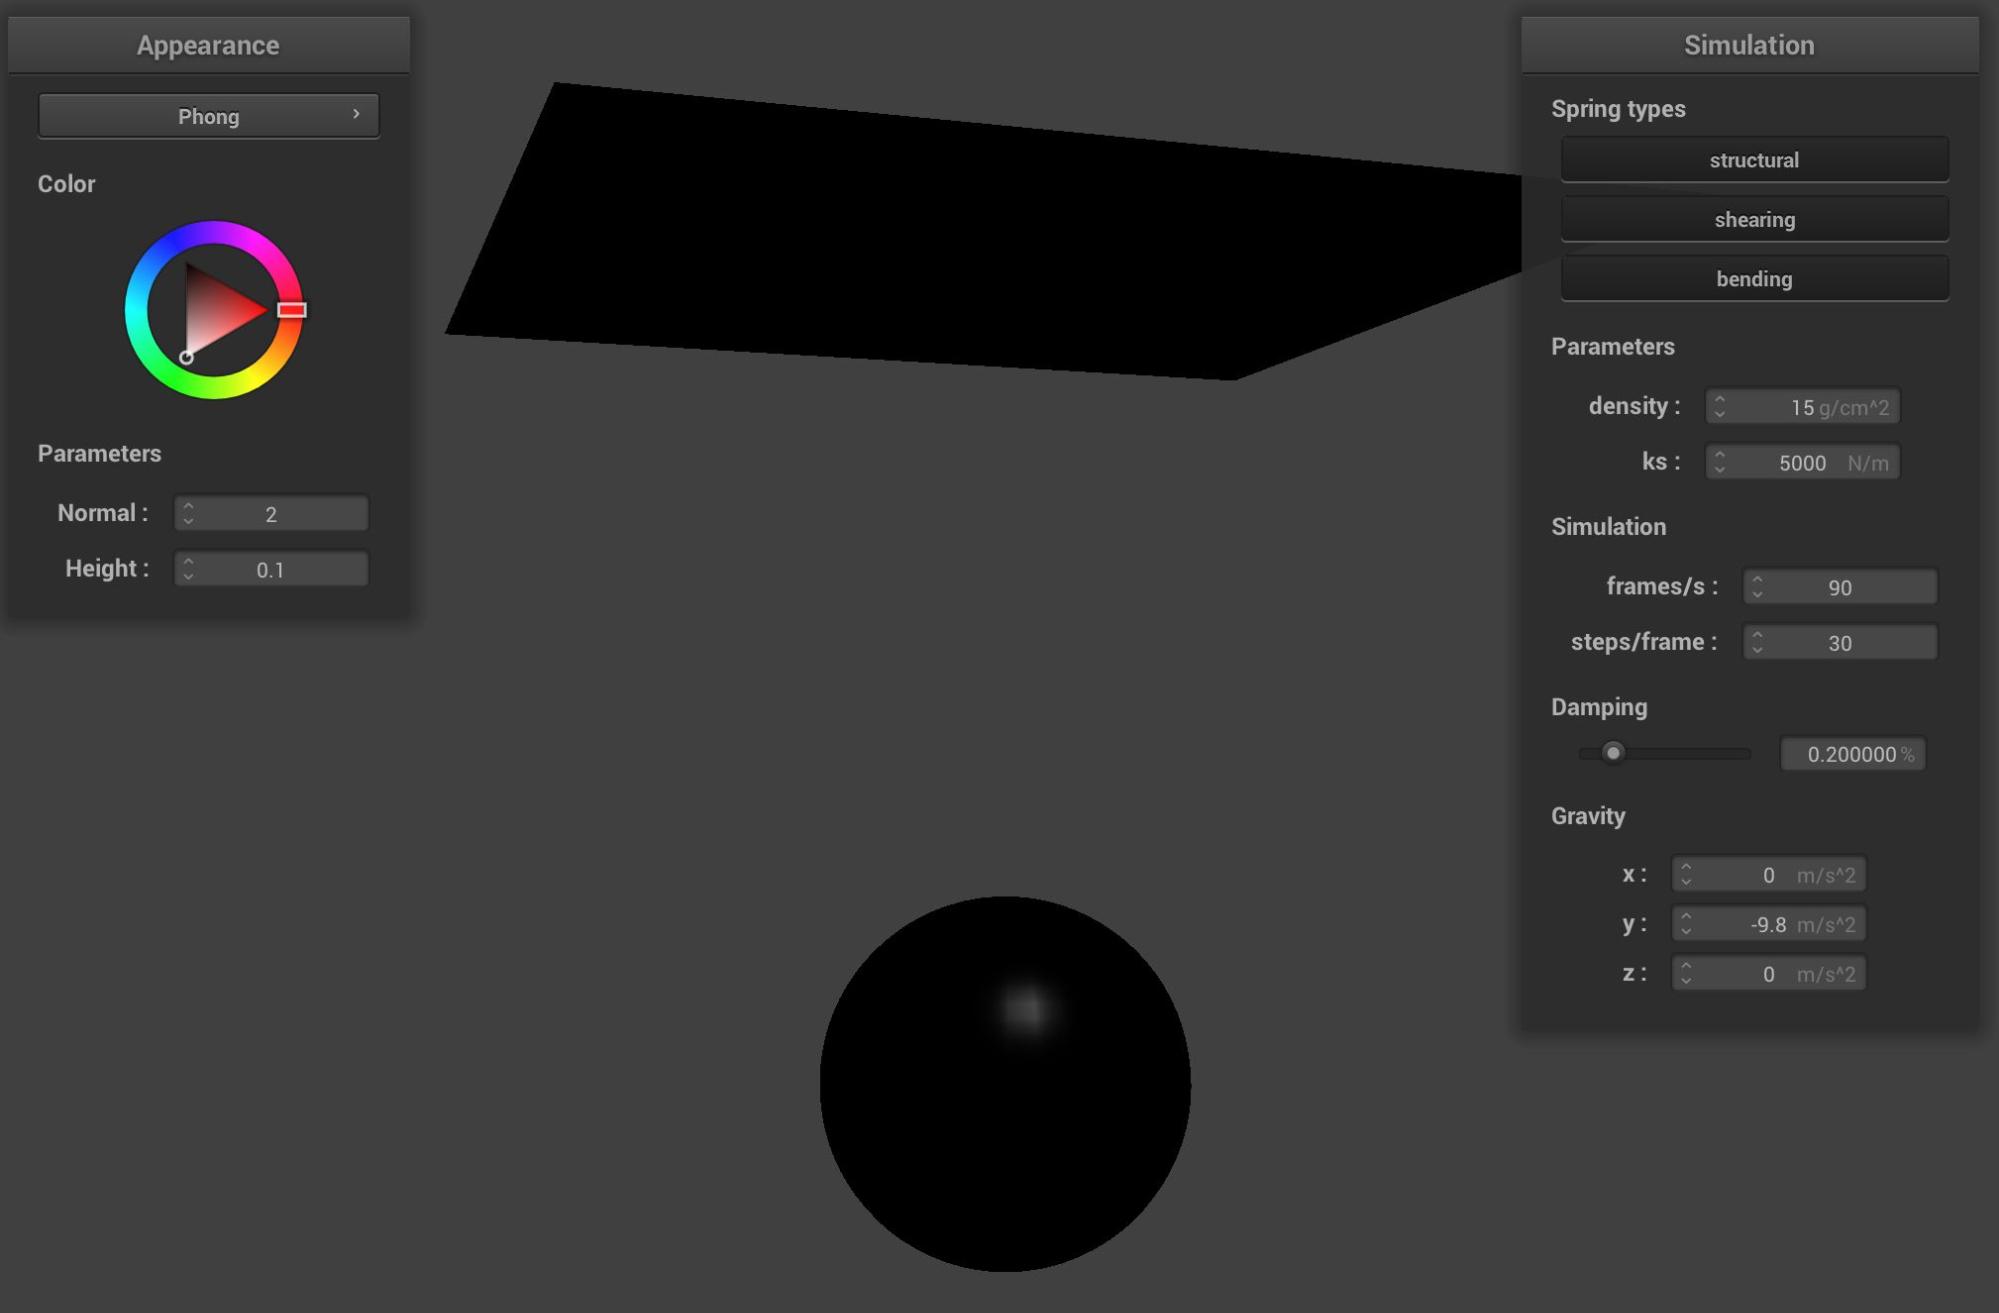 Appearance
Phong
Color
Parameters
Normal : 2
Height : 0.1
Simulation
Spring types
structural
shearing
bending
Parameters
density : 15 g/cm^2
ks : 5000 N/m
Simulation
frames/s : 90
steps/frame : 30
Damping
0.200000 %
Gravity
x : 0 m/s^2
y : -9.8 m/s^2
z : 0 m/s^2